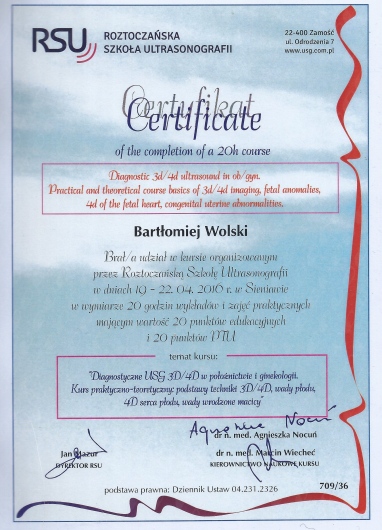 RSU ROZTOCZAŃSKA
SZKOŁA ULTRASONOGRAFII
22-400 Zamość
ul. Odrodzenia 7
www.usg.com.pl
Certyfikat
Certificate
of the completion of a 20h course
Diagnostic 3d/4d ultrasound in ob/gyn.
Practical and theoretical course basics of 3d/4d imaging, fetal anomalies,
4d of the fetal heart, congenital uterine abnormalities.
Bartłomiej Wolski
Brał/a udział w kursie organizowanym
przez Roztoczańską Szkołę Ultrasonografii
w dniach 19 - 22.04. 2016 r. w Sieniawie
w wymiarze 20 godzin wykładów i zajęć praktycznych
mającym wartość 20 punktów edukacyjnych
i 20 punktów PTU
temat kursu:
"Diagnostyczne USG 3D/4D w położnictwie i ginekologii.
Kurs praktyczno-teoretyczny: podstawy techniki 3D/4D, wady płodu,
4D serca płodu, wady wrodzone macicy"
Agnieszka Nocuń
dr n. med. Agnieszka Nocuń
Jan Mazur
DYREKTOR RSU
dr n. med. Marcin Wiecheć
KIEROWNICTWO NAUKOWE KURSU
podstawa prawna: Dziennik Ustaw 04.231.2326
709/36